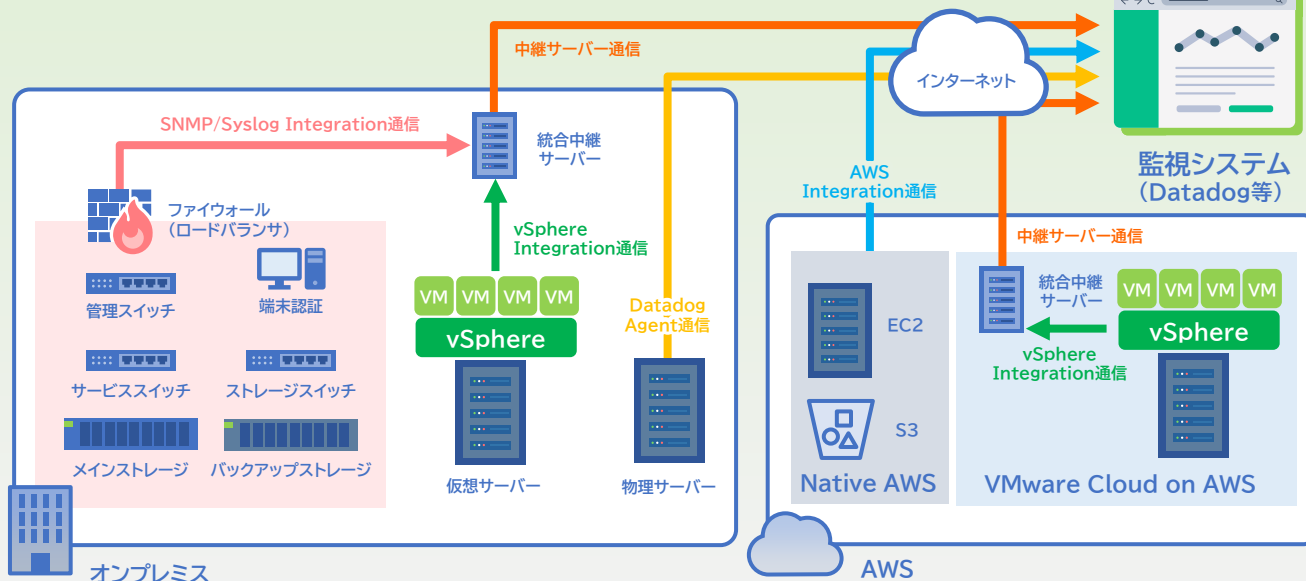 中継サーバー通信
インターネット
監視システム
(Datadog等)
SNMP/Syslog Integration通信
統合中継
サーバー
ファイウォール
(ロードバランサ)
管理スイッチ
端末認証
サービススイッチ
ストレージスイッチ
メインストレージ
バックアップストレージ
vSphere
Integration通信
VM
VM
VM
VM
vSphere
仮想サーバー
Datadog
Agent通信
物理サーバー
オンプレミス
AWS
Integration通信
EC2
S3
Native AWS
中継サーバー通信
統合中継
サーバー
VM
VM
VM
VM
vSphere
vSphere
Integration通信
VMware Cloud on AWS
AWS